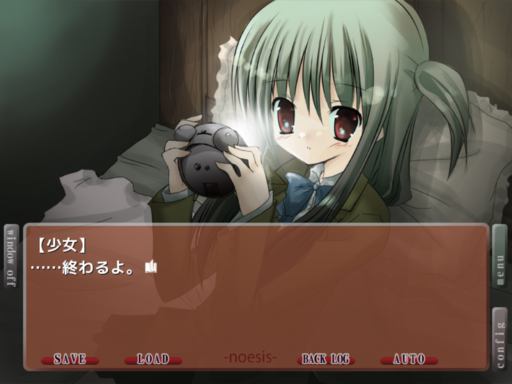 【少女】
……終わるよ。
window off
menu
config
SAVE
LOAD
-noesis-
BACK LOG
AUTO